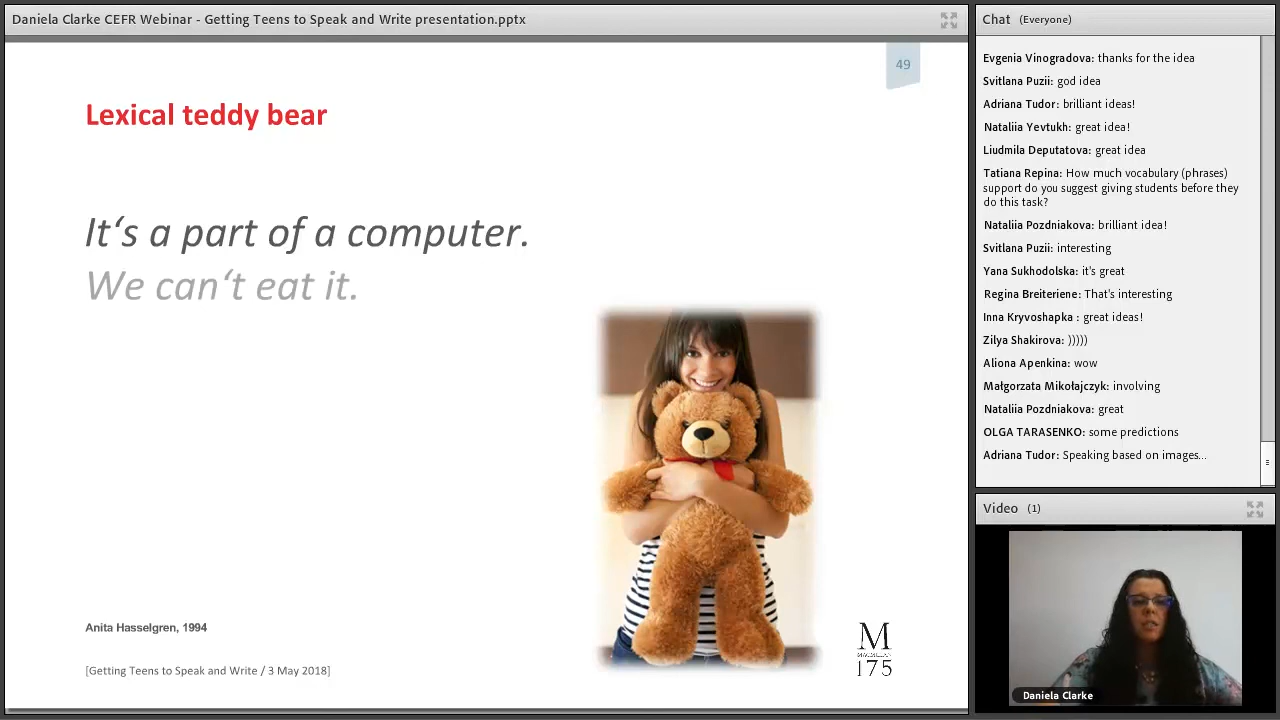 Daniela Clarke CEFR Webinar - Getting Teens to Speak and Write presentation.pptx
49
Lexical teddy bear
It‘s a part of a computer.
We can‘t eat it.
Anita Hasselgren, 1994
[Getting Teens to Speak and Write / 3 May 2018]
M
MACMILLAN
175
Chat (Everyone)
Evgenia Vinogradova: thanks for the idea
Svitlana Puzii: god idea
Adriana Tudor: brilliant ideas!
Nataliia Yevtukh: great idea!
Liudmila Deputatova: great idea
Tatiana Repina: How much vocabulary (phrases)
support do you suggest giving students before they
do this task?
Nataliia Pozdniakova: brilliant idea!
Svitlana Puzii: interesting
Yana Sukhodolska: it's great
Regina Breiteriene: That's interesting
Inna Kryvoshapka : great ideas!
Zilya Shakirova: )))))
Aliona Apenkina: wow
Małgorzata Mikołajczyk: involving
Nataliia Pozdniakova: great
OLGA TARASENKO: some predictions
Adriana Tudor: Speaking based on images...
Video (1)
Daniela Clarke